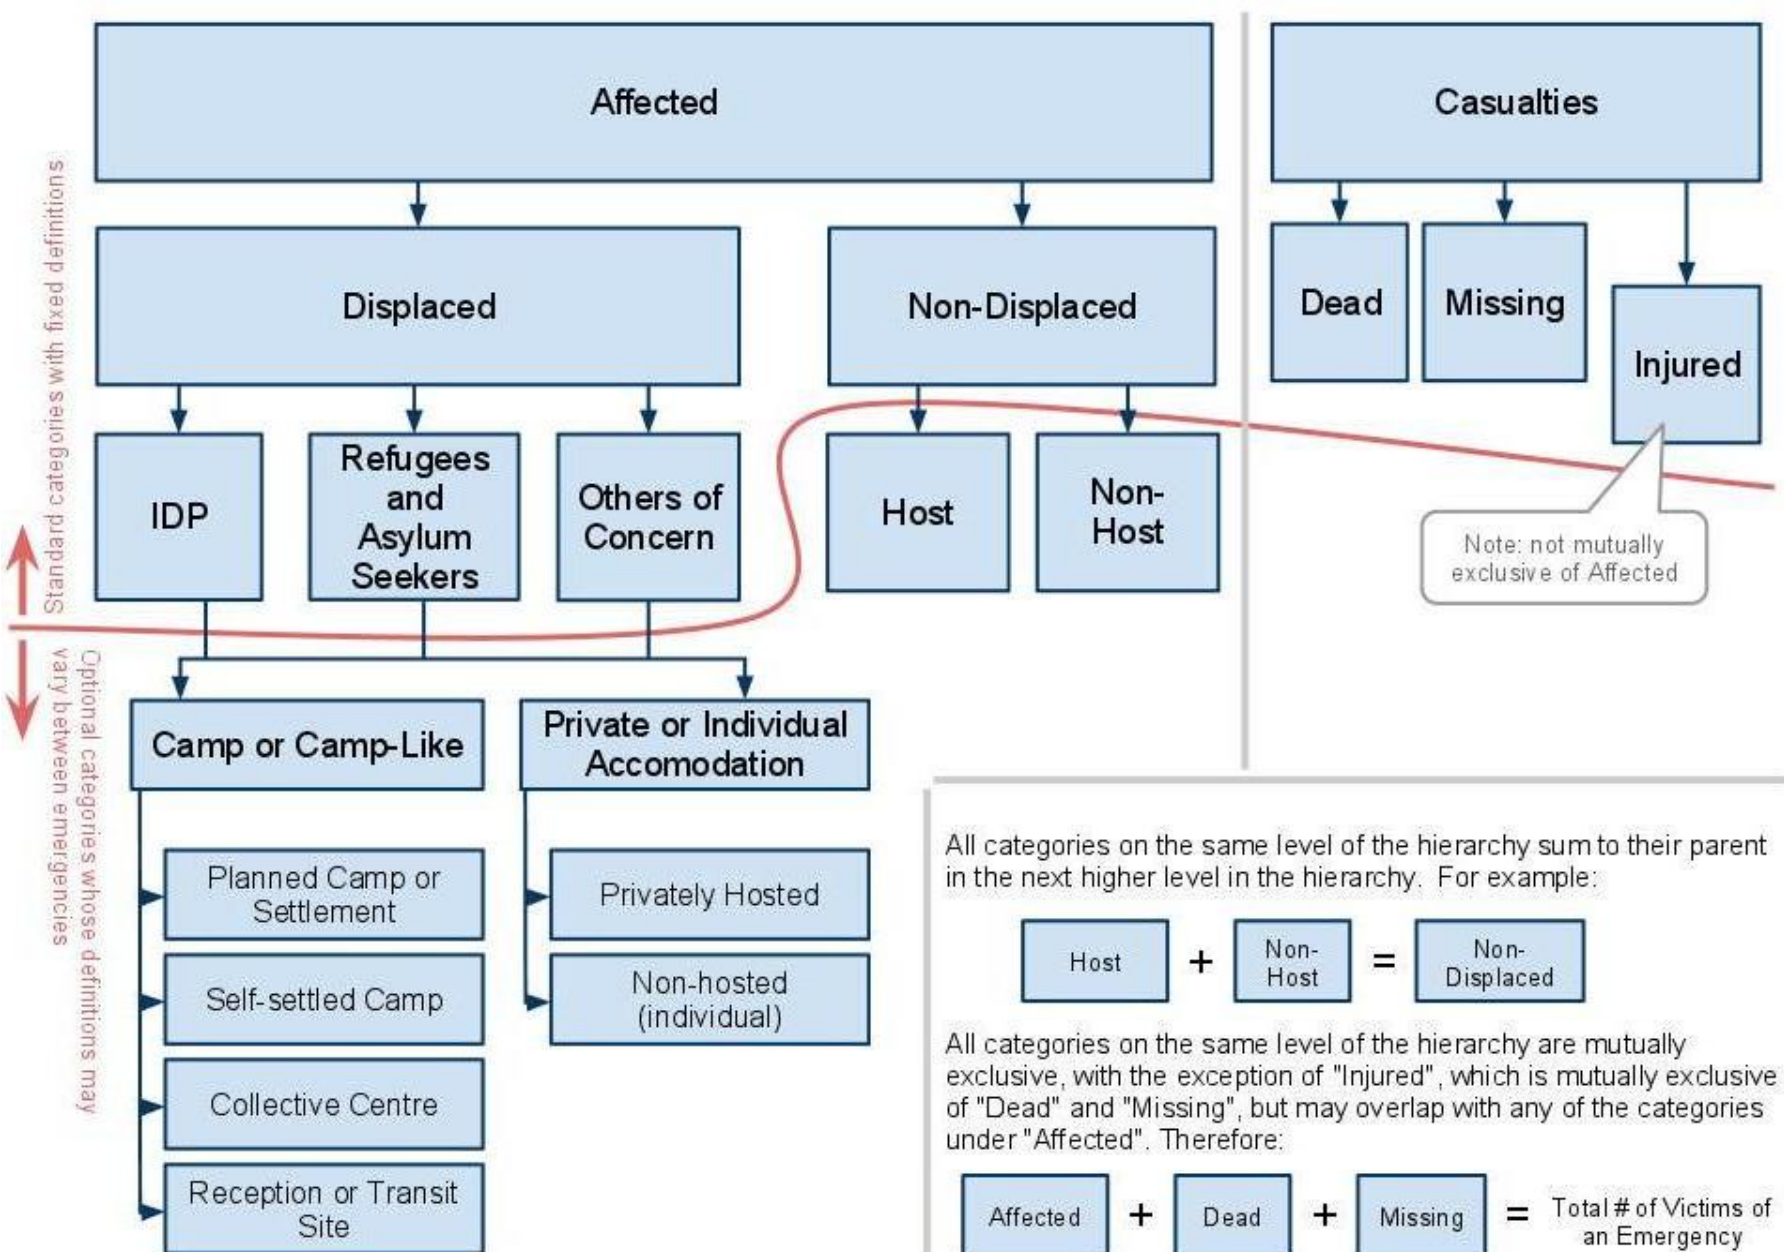 Affected
Casualties
Standard categories with fixed definitions
Displaced
Non-Displaced
Dead
Missing
Injured
IDP
Refugees
and
Asylum
Seekers
Others of
Concern
Host
Non-
Host
Note: not mutually
exclusive of Affected
Optional categories whose definitions may
vary between emergencies
Camp or Camp-Like
Private or Individual
Accomodation
Planned Camp or
Settlement
Self-settled Camp
Collective Centre
Reception or Transit
Site
Privately Hosted
Non-hosted
(individual)
All categories on the same level of the hierarchy sum to their parent
in the next higher level in the hierarchy. For example:
Host + Non-
Host = Non-
Displaced
All categories on the same level of the hierarchy are mutually
exclusive, with the exception of "Injured", which is mutually exclusive
of "Dead" and "Missing", but may overlap with any of the categories
under "Affected". Therefore:
Affected + Dead + Missing = Total # of Victims of
an Emergency